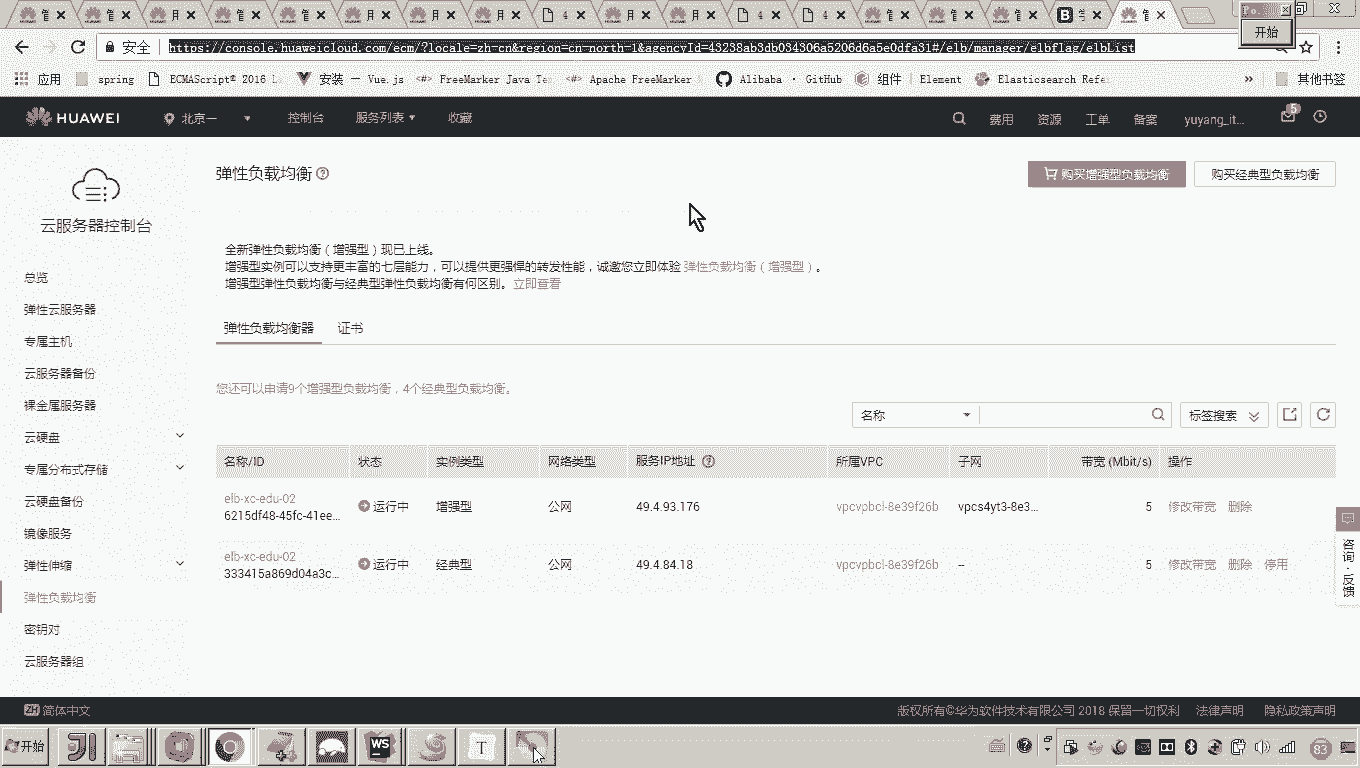 管
管
月
管
管
月
月
月
4
月
月
4
4
管
管
管
B 与
管
Po...
开始
安全 https://console.huaweicloud.com/ecm/?locale=zh-cn&region=cn-north-1&agencyId=43238ab3db034306a5206d6a5e0dfa31#/elb/manager/elbflag/elbList
应用 spring ECMAScript® 2018 L 安装 — Vue.js FreeMarker Java Te Apache FreeMarker Alibaba · GitHub 组件 | Element Elasticsearch Refe » 其他书签
HUAWEI 北京一 控制台 服务列表 收藏 费用 资源 工单 备案 yuyang_it... 5
云服务器控制台
总览
弹性云服务器
专属主机
云服务器备份
裸金属服务器
云硬盘
专属分布式存储
云硬盘备份
镜像服务
弹性伸缩
弹性负载均衡
密钥对
云服务器组
弹性负载均衡 购买增强型负载均衡 购买经典型负载均衡
全新弹性负载均衡（增强型）现已上线。
增强型实例可以支持更丰富的七层能力，可以提供更强悍的转发性能，诚邀您立即体验 弹性负载均衡（增强型）。
增强型弹性负载均衡与经典型弹性负载均衡有何区别。立即查看
弹性负载均衡器 证书
您还可以申请9个增强型负载均衡，4个经典型负载均衡。
名称 标签搜索
名称/ID 状态 实例类型 网络类型 服务IP地址 所属VPC 子网 带宽 (Mbit/s) 操作
elb-xc-edu-02
6215df48-45fc-41ee... 运行中 增强型 公网 49.4.93.176 vpcvpbcl-8e39f26b vpcs4yt3-8e3... 5 修改带宽 删除
elb-xc-edu-02
333415a869d04a3c... 运行中 经典型 公网 49.4.84.18 vpcvpbcl-8e39f26b -- 5 修改带宽 删除 停用
咨询·反馈
ZH 简体中文 版权所有©华为软件技术有限公司 2018 保留一切权利 法律声明 隐私政策声明
开始 WS T 83